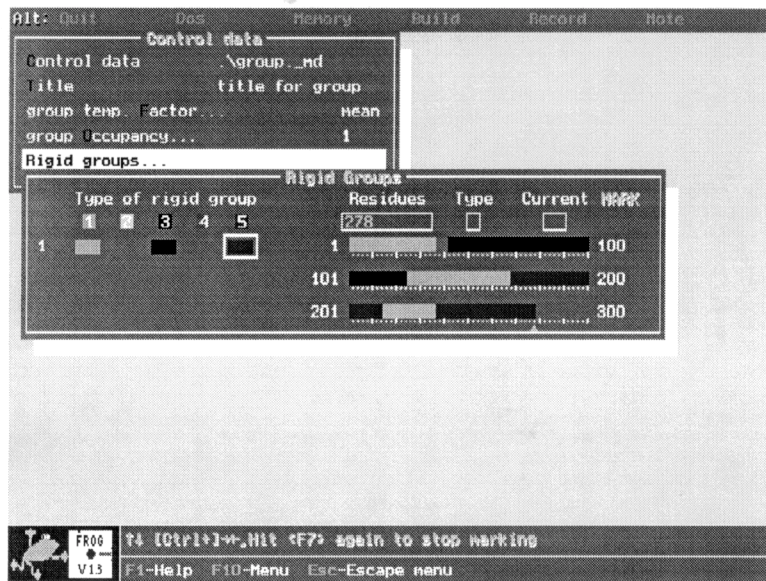 Alt: Quit Dos Memory Build Record Note
Control data
Control data .\group._md
Title title for group
group temp. Factor... mean
group Occupancy... 1
Rigid groups...
Rigid Groups
Type of rigid group Residues Type Current MARK
1 2 3 4 5 278
1 1 100
101 200
201 300
FROG V13
↑↓ [Ctrl+]→←,Hit <F7> again to stop marking
F1-Help F10-Menu Esc-Escape menu